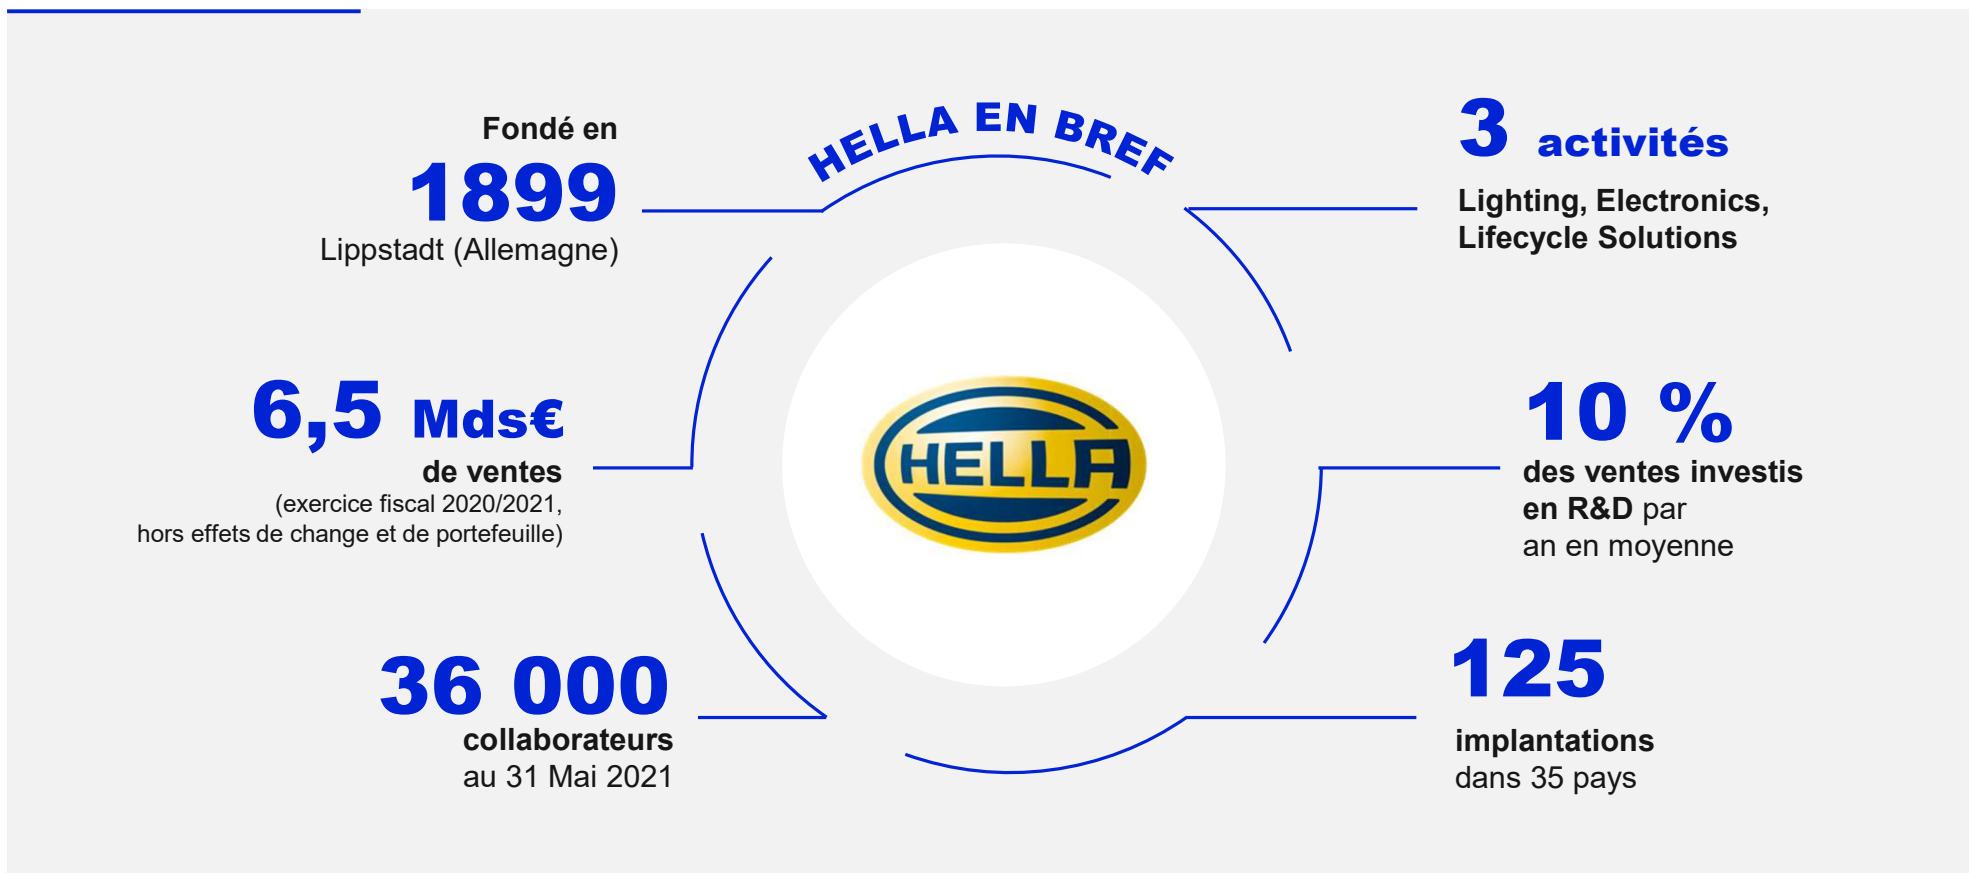 HELLA EN BREF
Fondé en
1899
Lippstadt (Allemagne)
6,5 Mds€
de ventes
(exercice fiscal 2020/2021,
hors effets de change et de portefeuille)
36 000
collaborateurs
au 31 Mai 2021
HELLA
3 activités
Lighting, Electronics,
Lifecycle Solutions
10 %
des ventes investis
en R&D par
an en moyenne
125
implantations
dans 35 pays